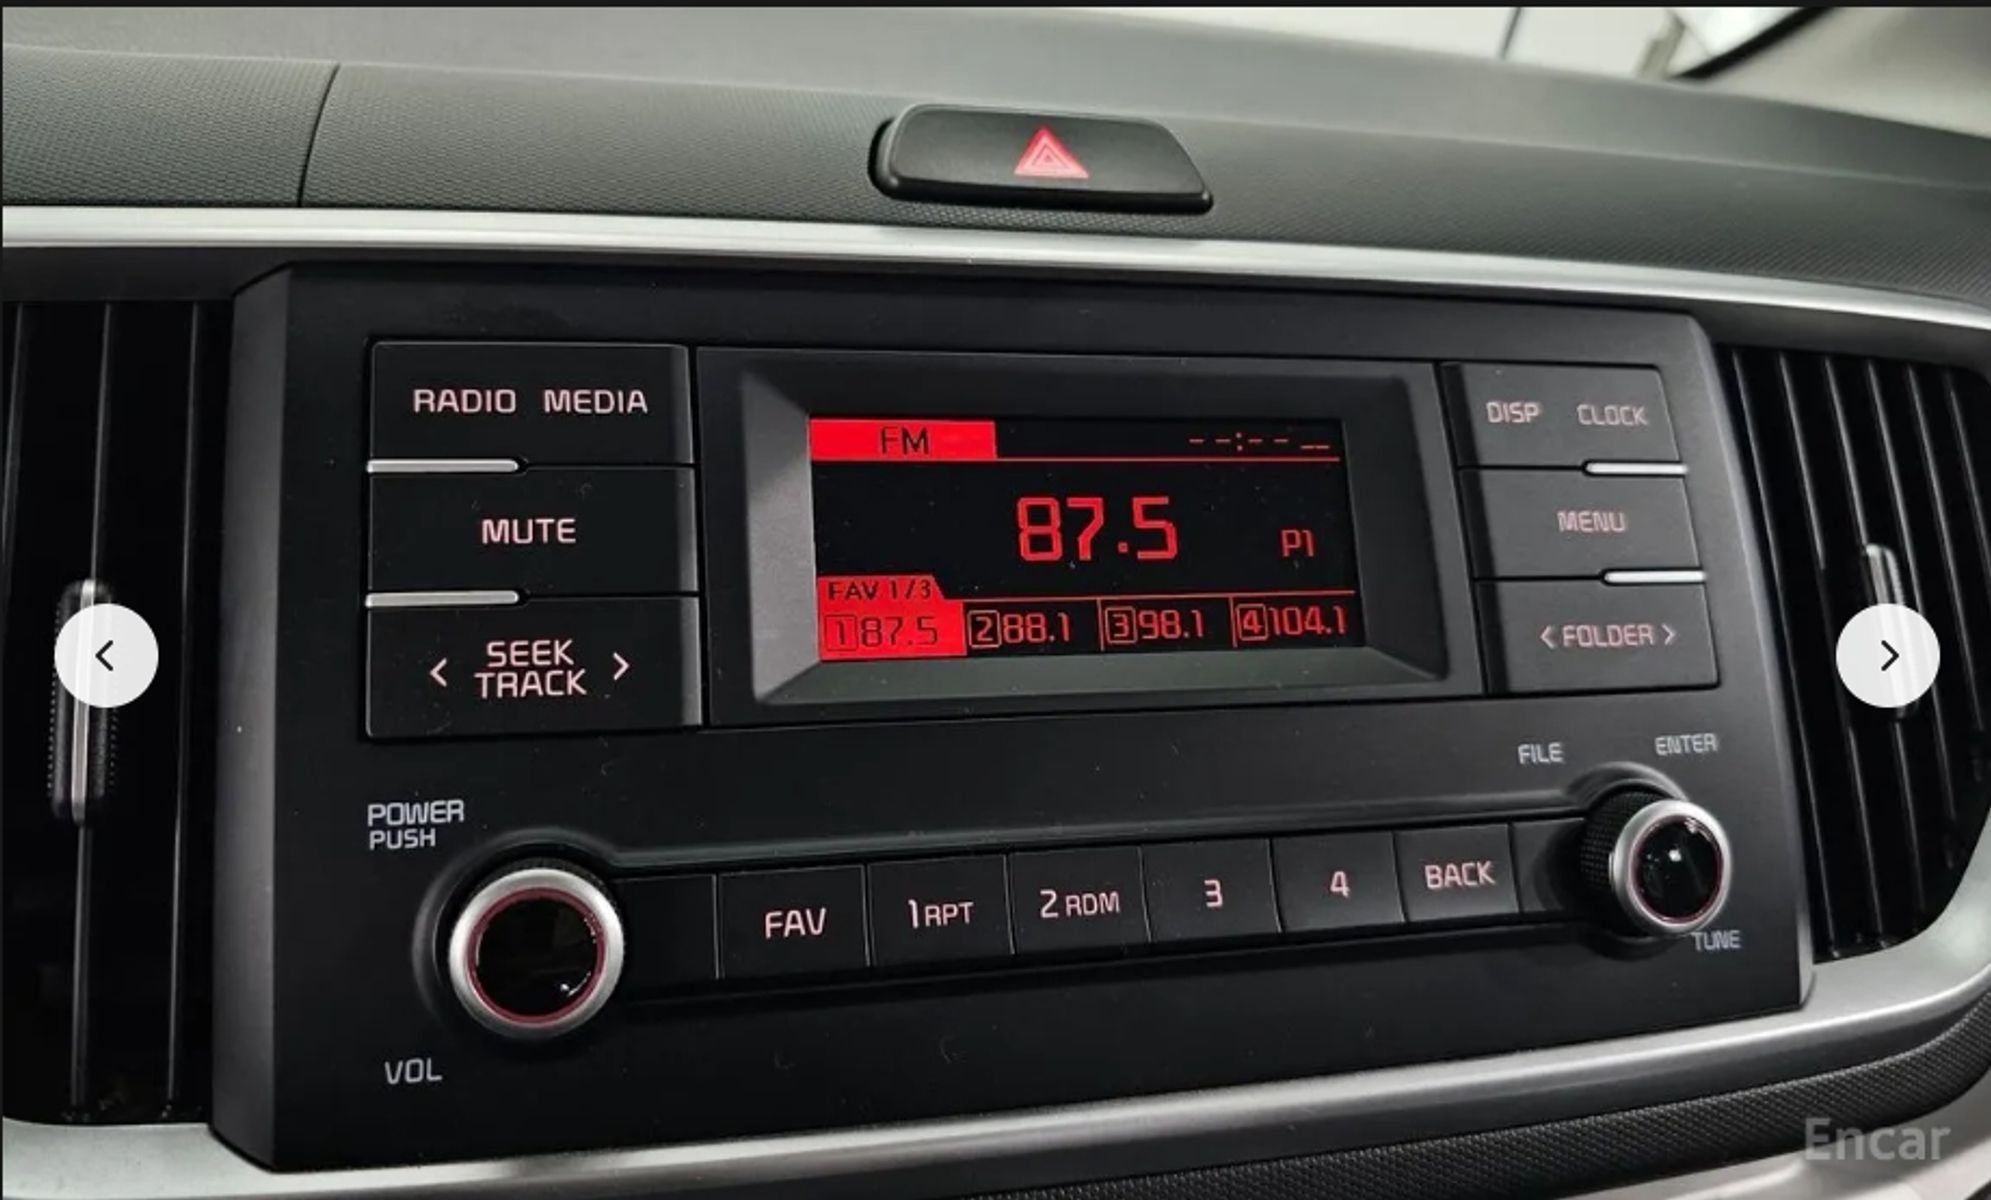 RADIO MEDIA
MUTE
< SEEK TRACK >
FM --:-- --
87.5 P1
FAV 1/3
1 87.5 2 88.1 3 98.1 4 104.1
DISP CLOCK
MENU
< FOLDER >
FILE ENTER
POWER
PUSH
FAV 1 RPT 2 RDM 3 4 BACK
TUNE
VOL
Encar